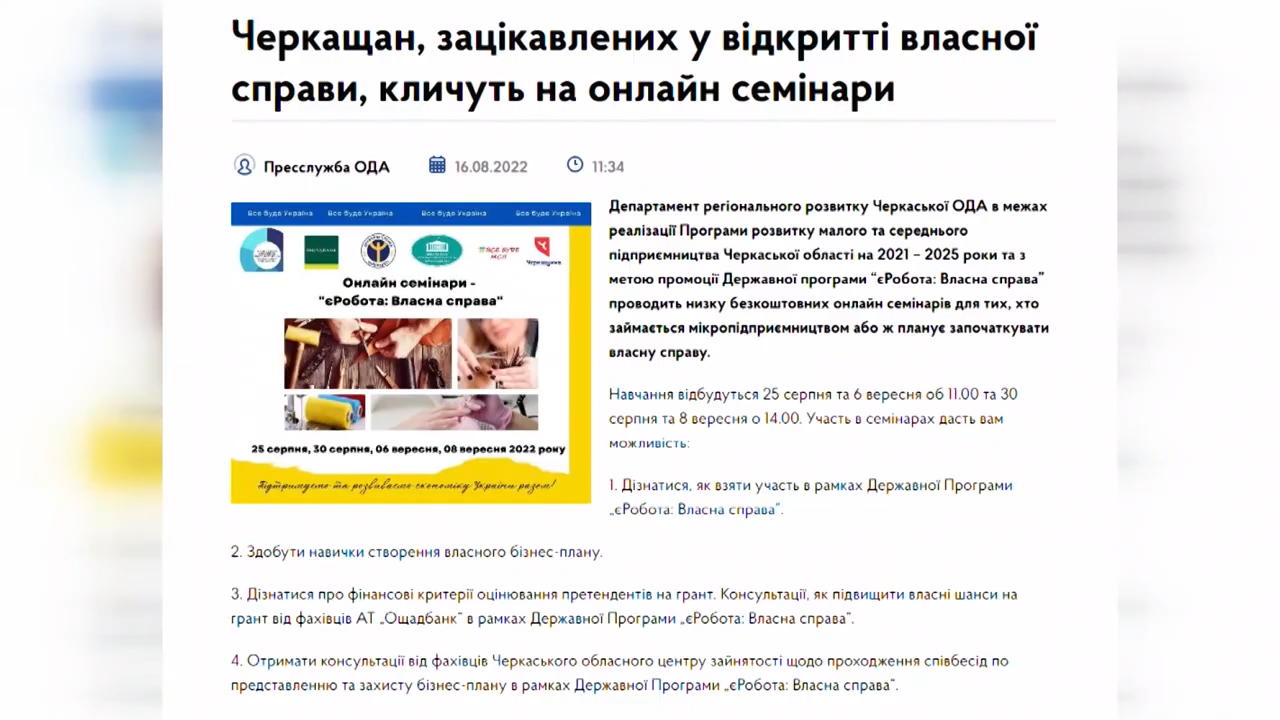 Черкащан, зацікавлених у відкритті власної
справи, кличуть на онлайн семінари
Пресслужба ОДА
16.08.2022
11:34
Все буде Україна Все буде Україна Все буде Україна Все буде Україна
Онлайн семінари -
"єРобота: Власна справа"
25 серпня, 30 серпня, 06 вересня, 08 вересня 2022 року
Підтримуємо та розвиваємо економіку України разом!
Департамент регіонального розвитку Черкаської ОДА в межах
реалізації Програми розвитку малого та середнього
підприємництва Черкаської області на 2021 – 2025 роки та з
метою промоції Державної програми “єРобота: Власна справа”
проводить низку безкоштовних онлайн семінарів для тих, хто
займається мікропідприємництвом або ж планує започаткувати
власну справу.
Навчання відбудуться 25 серпня та 6 вересня об 11.00 та 30
серпня та 8 вересня о 14.00. Участь в семінарах дасть вам
можливість:
1. Дізнатися, як взяти участь в рамках Державної Програми
„єРобота: Власна справа”.
2. Здобути навички створення власного бізнес-плану.
3. Дізнатися про фінансові критерії оцінювання претендентів на грант. Консультації, як підвищити власні шанси на
грант від фахівців АТ „Ощадбанк” в рамках Державної Програми „єРобота: Власна справа”.
4. Отримати консультації від фахівців Черкаського обласного центру зайнятості щодо проходження співбесід по
представленню та захисту бізнес-плану в рамках Державної Програми „єРобота: Власна справа”.